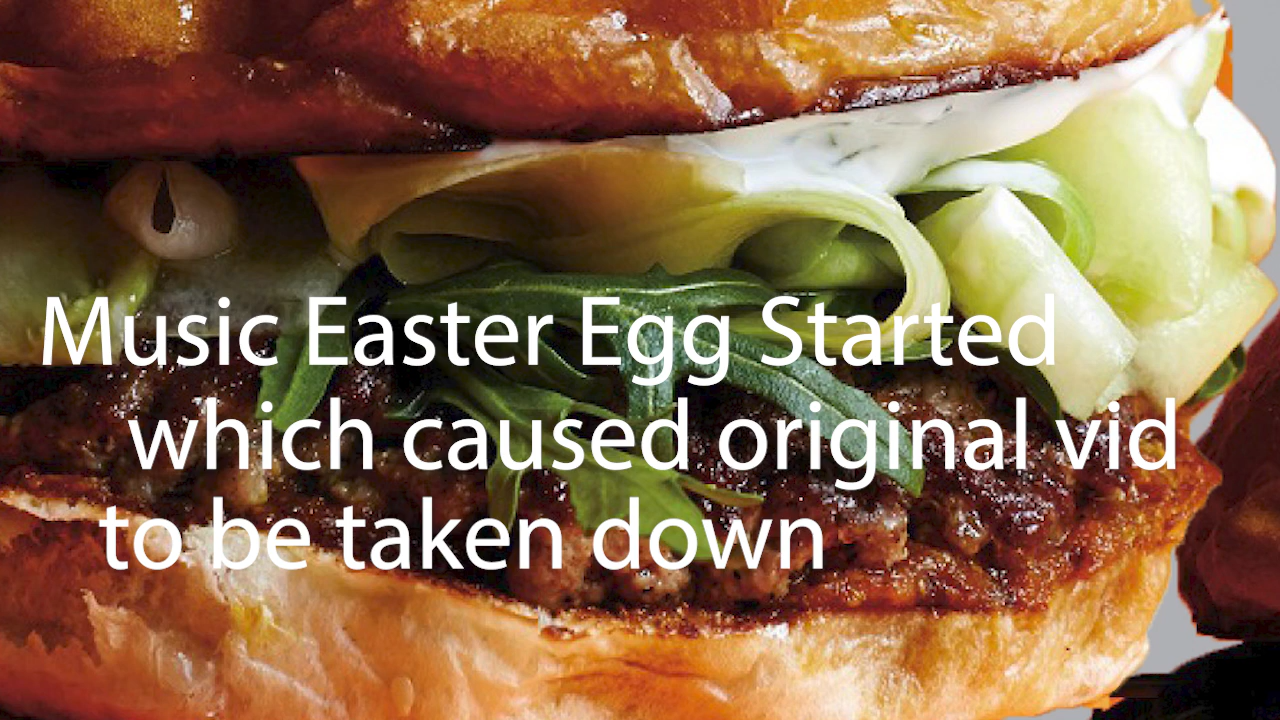 Music Easter Egg Started
which caused original vid
to be taken down